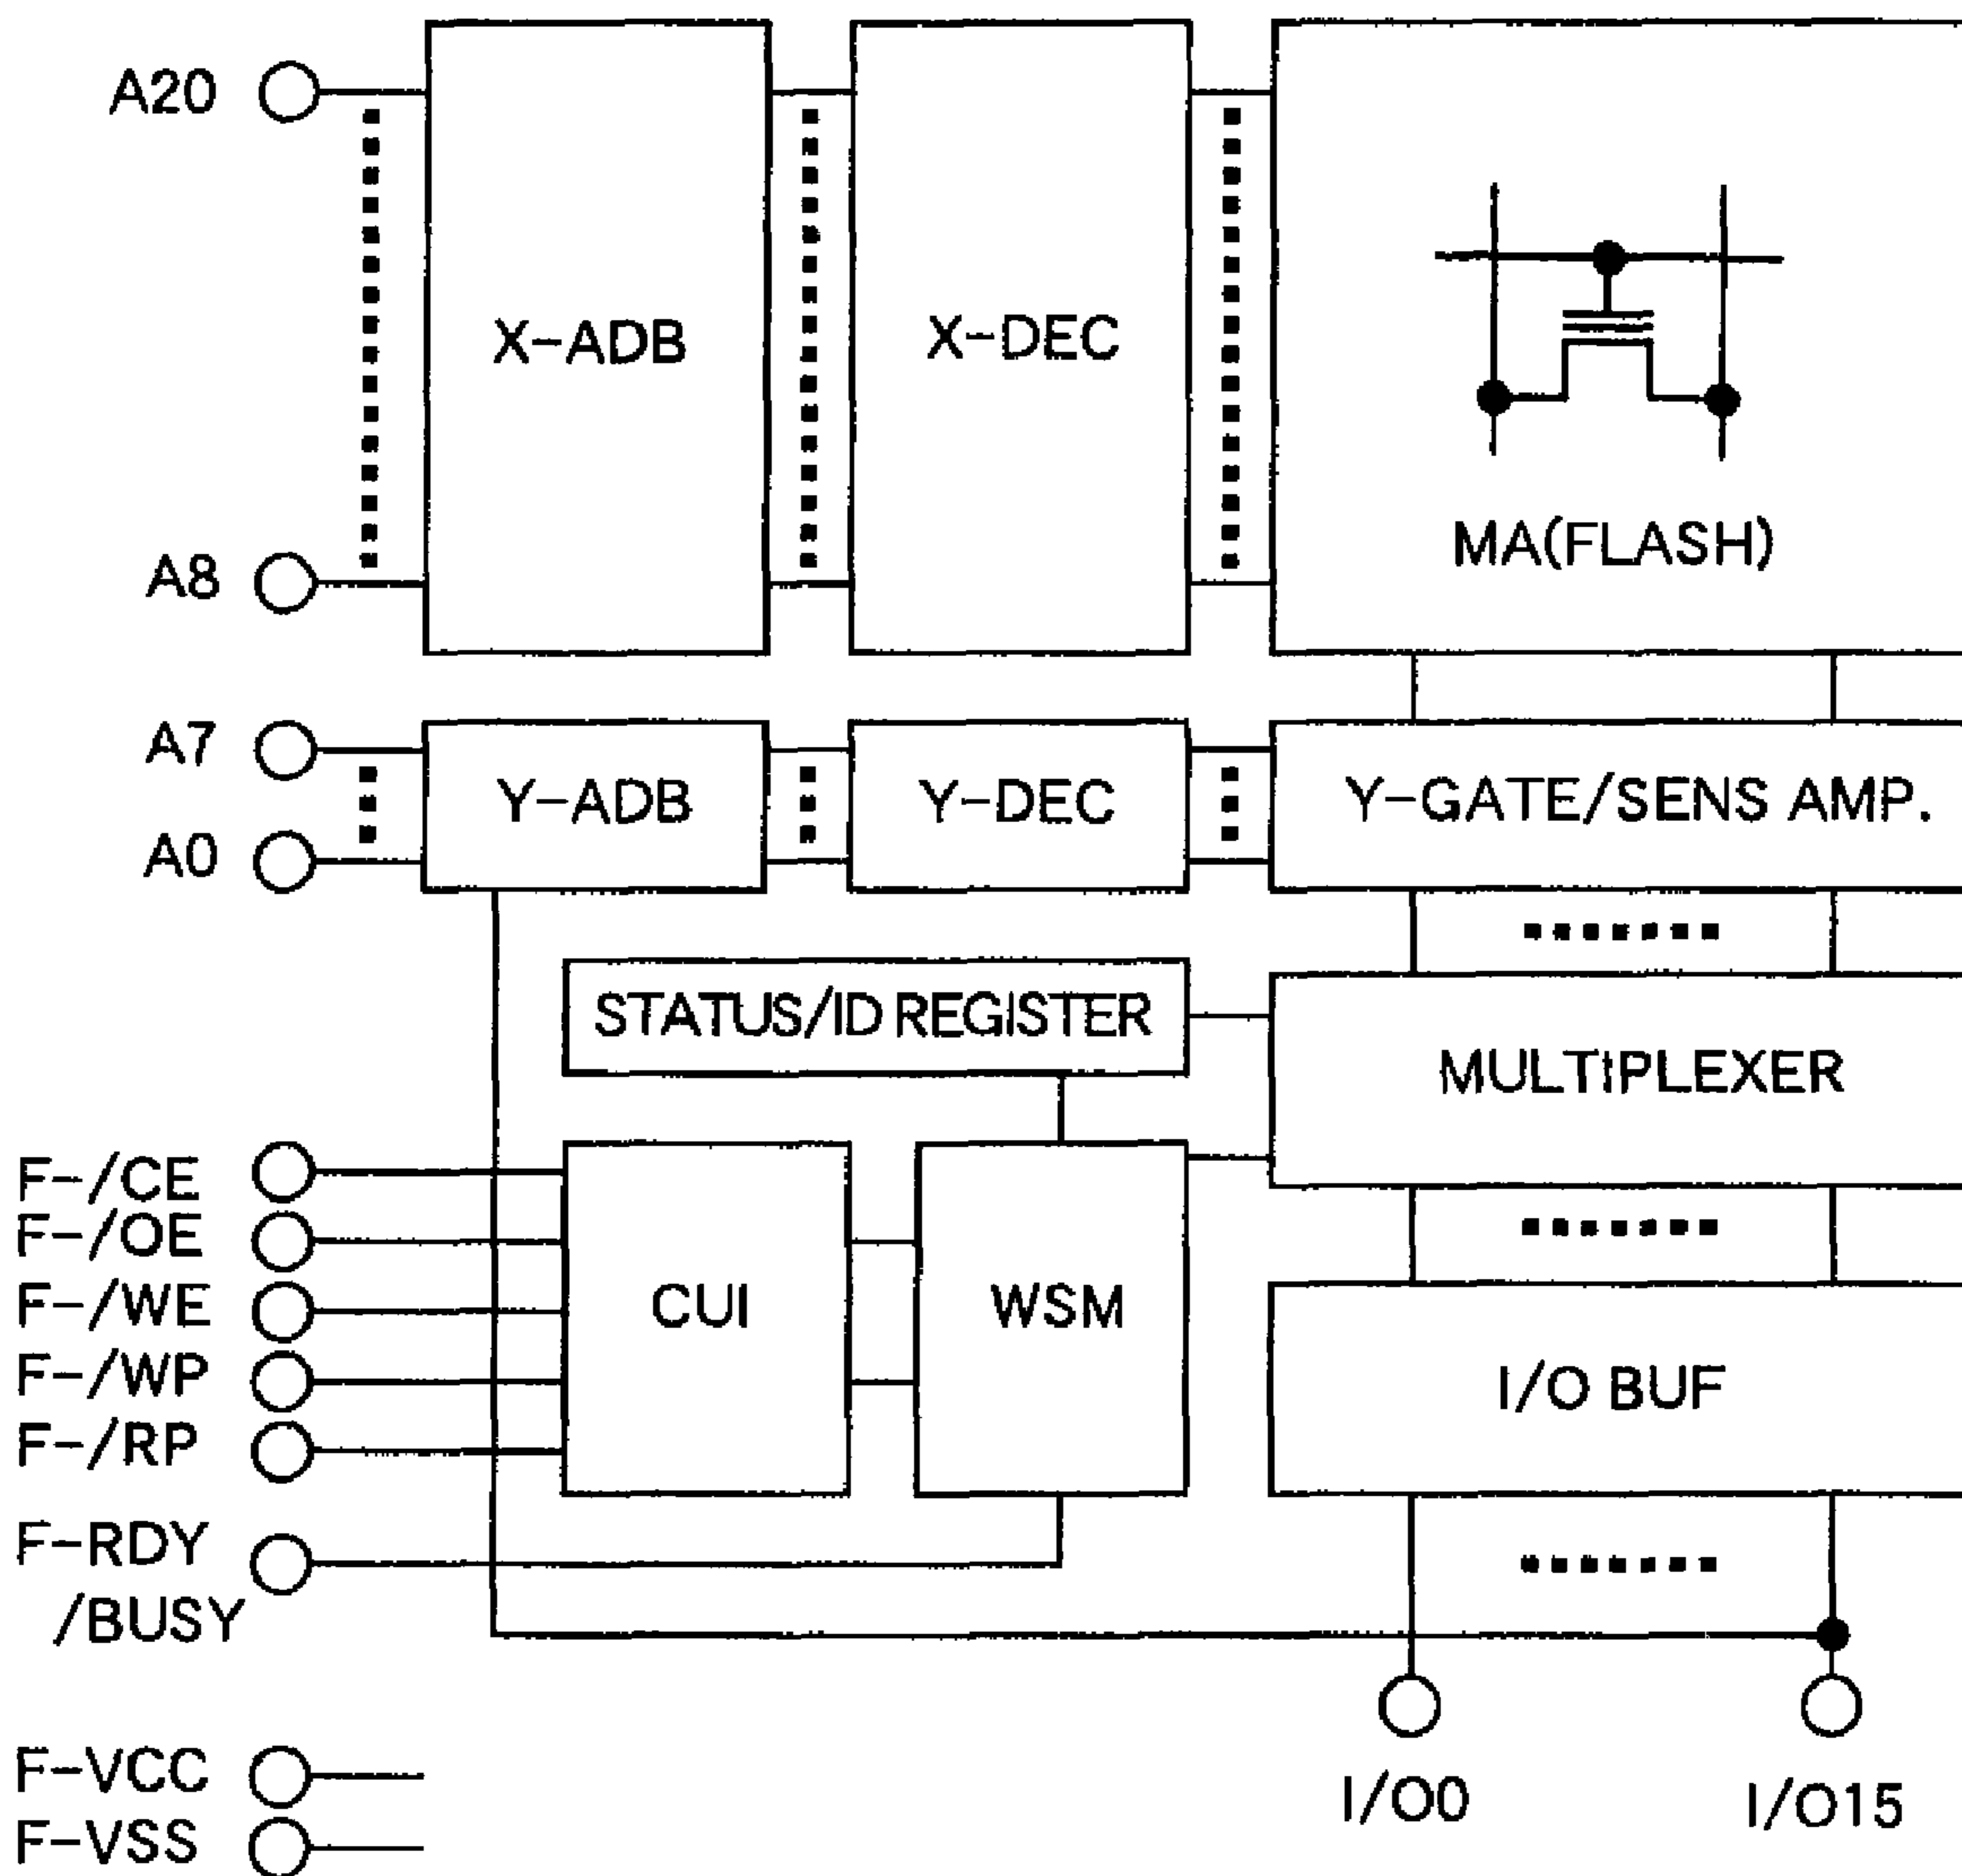 A20
X-ADB
X-DEC
MA(FLASH)
A8
A7
A0
Y-ADB
Y-DEC
Y-GATE/SENS AMP.
STATUS/ID REGISTER
MULTIPLEXER
F-/CE
F-/OE
F-/WE
F-/WP
F-/RP
CUI
WSM
I/O BUF
F-RDY
/BUSY
F-VCC
F-VSS
I/O0
I/O15